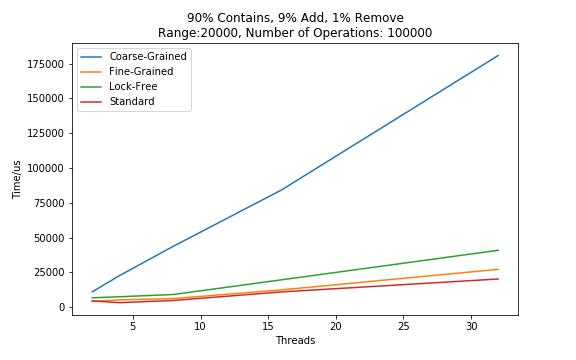 90% Contains, 9% Add, 1% Remove
Range:20000, Number of Operations: 100000
Coarse-Grained
Fine-Grained
Lock-Free
Standard
Time/us
175000
150000
125000
100000
75000
50000
25000
0
5
10
15
20
25
30
Threads